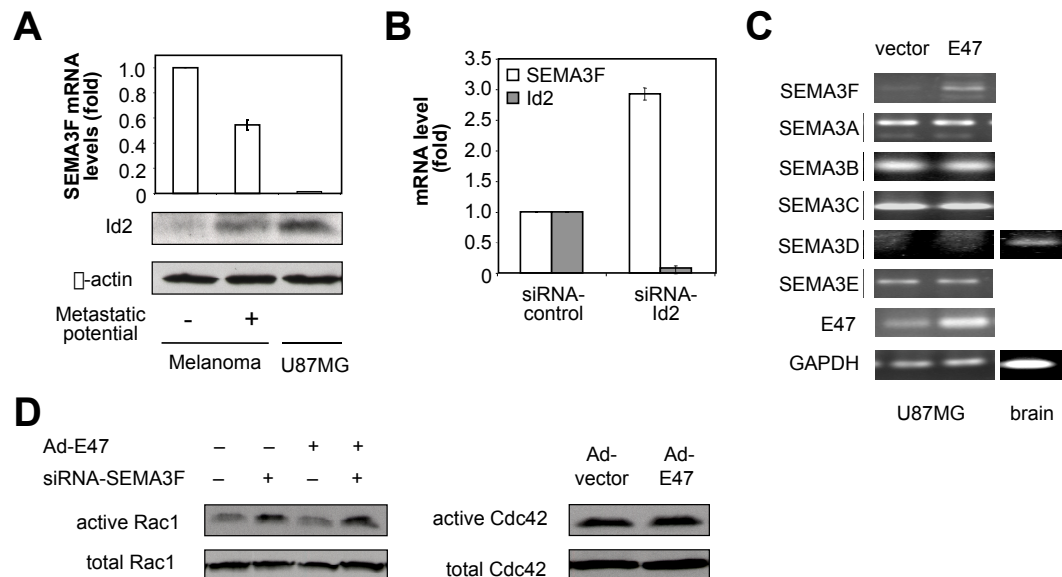 A
SEMA3F mRNA
levels (fold)
1.0
0.8
0.6
0.4
0.2
0
Id2
▯-actin
Metastatic
potential
-
+
Melanoma
U87MG
B
mRNA level
(fold)
3.5
3.0
2.5
2.0
1.5
1.0
0.5
0
SEMA3F
Id2
siRNA-
control
siRNA-
Id2
C
vector E47
SEMA3F
SEMA3A
SEMA3B
SEMA3C
SEMA3D
SEMA3E
E47
GAPDH
U87MG brain
D
Ad-E47 – – + +
siRNA-SEMA3F – + – +
active Rac1
total Rac1
Ad-
vector
Ad-
E47
active Cdc42
total Cdc42